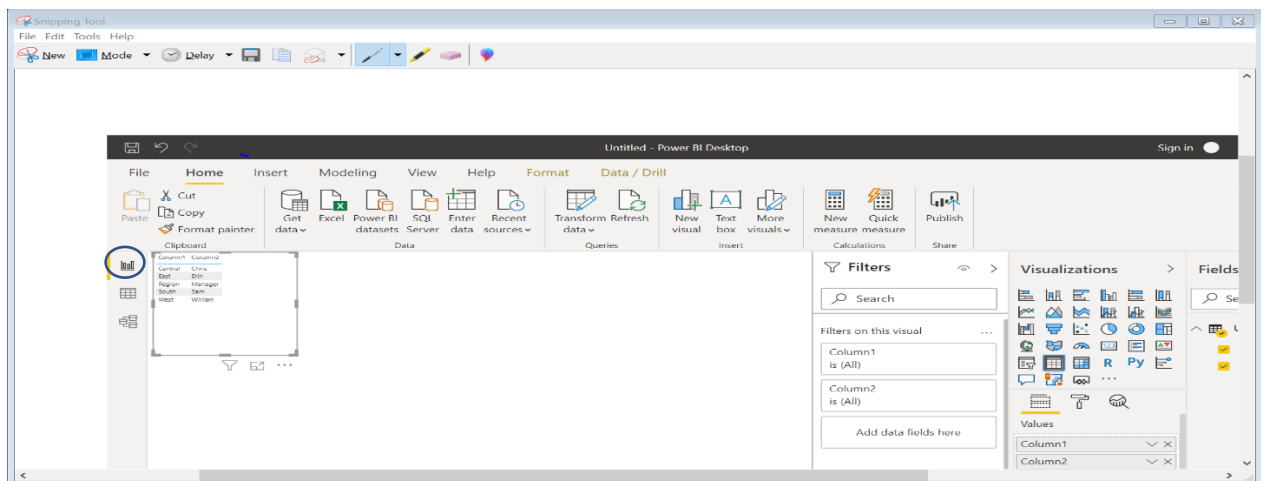 Snipping Tool
File Edit Tools Help
New Mode Delay
Untitled - Power BI Desktop Sign in
File Home Insert Modeling View Help Format Data / Drill
Paste
Cut
Copy
Format painter
Get data
Excel
Power BI datasets
SQL Server
Enter data
Recent sources
Transform data
Refresh
New visual
Text box
More visuals
New measure
Quick measure
Publish
Clipboard Data Queries Insert Calculations Share
Column1 Column2
Central Chris
East Erin
Region Manager
South Sam
West William
Filters
Search
Filters on this visual
Column1
is (All)
Column2
is (All)
Add data fields here
Visualizations
R Py
Values
Column1
Column2
Fields
Se